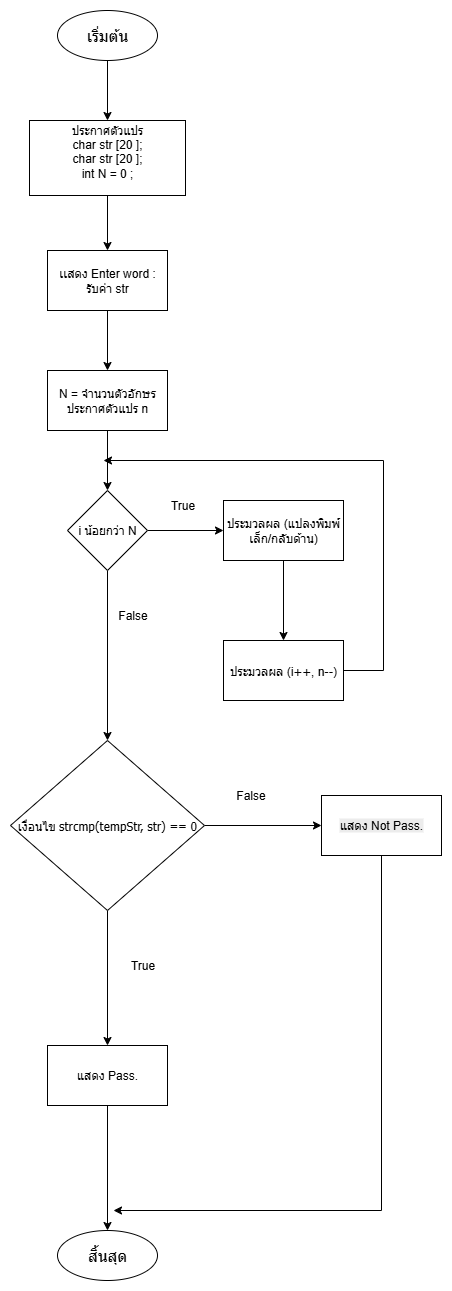 เริ่มต้น
ประกาศตัวแปร
char str [20 ];
char str [20 ];
int N = 0 ;
แสดง Enter word :
รับค่า str
N = จำนวนตัวอักษร
ประกาศตัวแปร n
i น้อยกว่า N
True
ประมวลผล (แปลงพิมพ์
เล็ก/กลับด้าน)
False
ประมวลผล (i++, n--)
False
เงื่อนไข strcmp(tempStr, str) == 0
แสดง Not Pass.
True
แสดง Pass.
สิ้นสุด